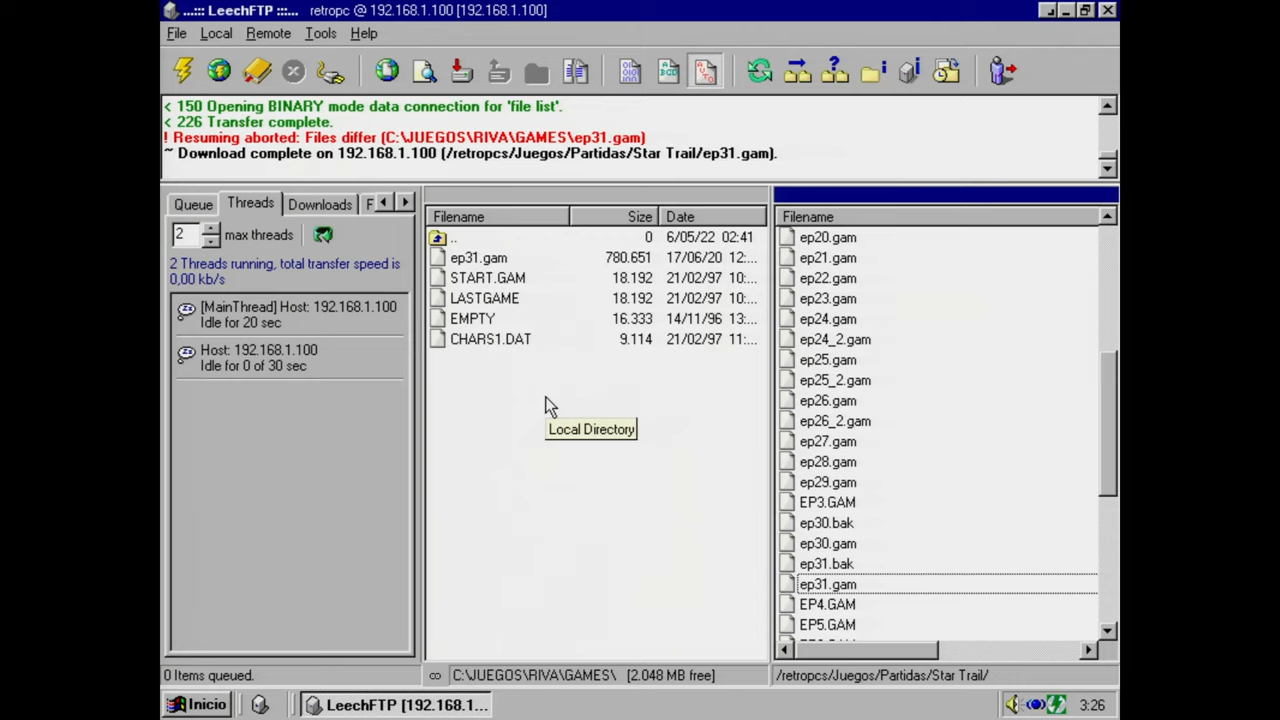 ...::: LeechFTP :::... retropc @ 192.168.1.100 [192.168.1.100]
File Local Remote Tools Help
< 150 Opening BINARY mode data connection for 'file list'.
< 226 Transfer complete.
! Resuming aborted: Files differ (C:\JUEGOS\RIVA\GAMES\ep31.gam)
~ Download complete on 192.168.1.100 (/retropcs/Juegos/Partidas/Star Trail/ep31.gam).
Queue Threads Downloads F
2 max threads
2 Threads running, total transfer speed is
0,00 kb/s
[MainThread] Host: 192.168.1.100
Idle for 20 sec
Host: 192.168.1.100
Idle for 0 of 30 sec
0 Items queued.
Filename Size Date
.. 0 6/05/22 02:41
ep31.gam 780.651 17/06/20 12:...
START.GAM 18.192 21/02/97 10:...
LASTGAME 18.192 21/02/97 10:...
EMPTY 16.333 14/11/96 13:...
CHARS1.DAT 9.114 21/02/97 11:...
Local Directory
C:\JUEGOS\RIVA\GAMES\ [2.048 MB free]
Filename
ep20.gam
ep21.gam
ep22.gam
ep23.gam
ep24.gam
ep24_2.gam
ep25.gam
ep25_2.gam
ep26.gam
ep26_2.gam
ep27.gam
ep28.gam
ep29.gam
EP3.GAM
ep30.bak
ep30.gam
ep31.bak
ep31.gam
EP4.GAM
EP5.GAM
/retropcs/Juegos/Partidas/Star Trail/
Inicio LeechFTP [192.168.1... 3:26